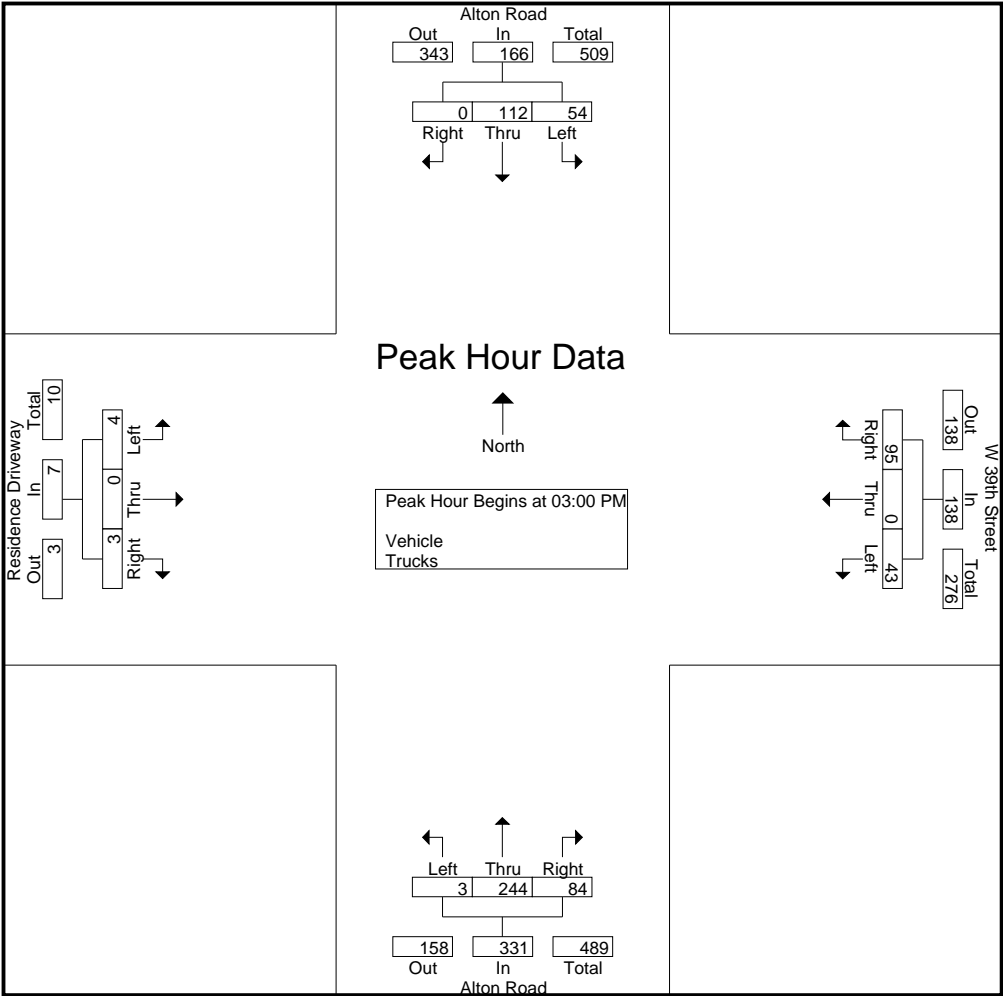 Alton Road
Out In Total
343 166 509
0 112 54
Right Thru Left
Peak Hour Data
North
Peak Hour Begins at 03:00 PM
Vehicle
Trucks
Residence Driveway
Total In Out
10 7 3
4 0 3
Left Thru Right
W 39th Street
Out In Total
138 138 276
95 0 43
Right Thru Left
Left Thru Right
3 244 84
158 331 489
Out In Total
Alton Road